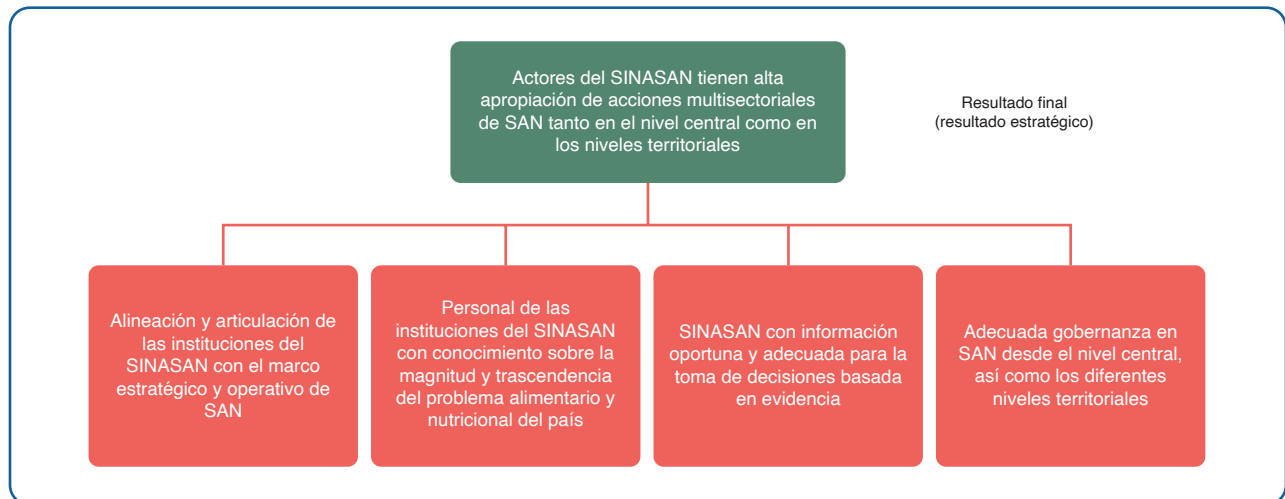 Actores del SINASAN tienen alta
apropiación de acciones multisectoriales
de SAN tanto en el nivel central como en
los niveles territoriales
Resultado final
(resultado estratégico)
Alineación y articulación de
las instituciones del
SINASAN con el marco
estratégico y operativo de
SAN
Personal de las
instituciones del SINASAN
con conocimiento sobre la
magnitud y trascendencia
del problema alimentario y
nutricional del país
SINASAN con información
oportuna y adecuada para la
toma de decisiones basada
en evidencia
Adecuada gobernanza en
SAN desde el nivel central,
así como los diferentes
niveles territoriales